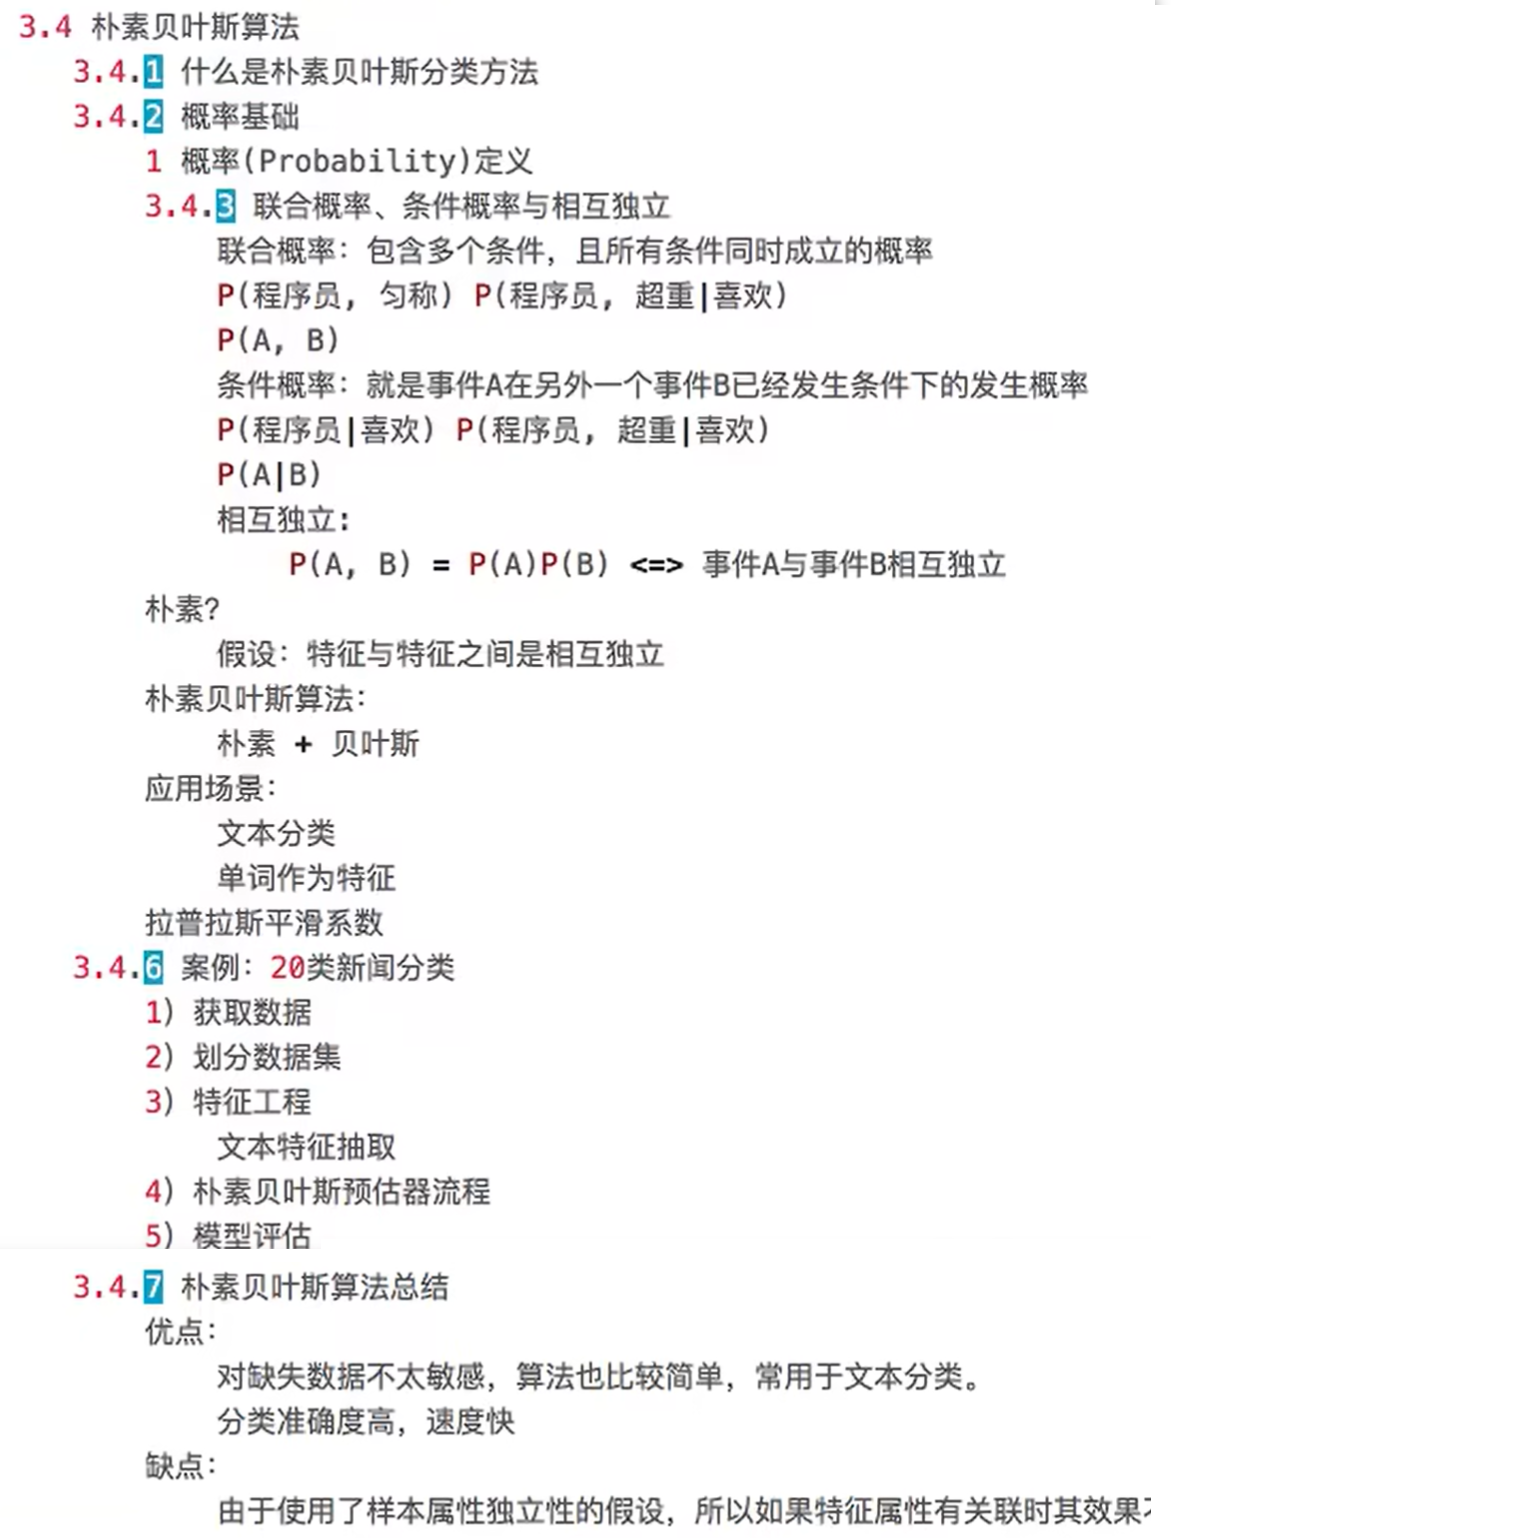 3.4 朴素贝叶斯算法
3.4.1 什么是朴素贝叶斯分类方法
3.4.2 概率基础
1 概率(Probability)定义
3.4.3 联合概率、条件概率与相互独立
联合概率：包含多个条件，且所有条件同时成立的概率
P(程序员, 匀称) P(程序员, 超重|喜欢)
P(A, B)
条件概率：就是事件A在另外一个事件B已经发生条件下的发生概率
P(程序员|喜欢) P(程序员, 超重|喜欢)
P(A|B)
相互独立：
P(A, B) = P(A)P(B) <=> 事件A与事件B相互独立
朴素？
假设：特征与特征之间是相互独立
朴素贝叶斯算法：
朴素 + 贝叶斯
应用场景：
文本分类
单词作为特征
拉普拉斯平滑系数
3.4.6 案例：20类新闻分类
1）获取数据
2）划分数据集
3）特征工程
文本特征抽取
4）朴素贝叶斯预估器流程
5）模型评估
3.4.7 朴素贝叶斯算法总结
优点：
对缺失数据不太敏感，算法也比较简单，常用于文本分类。
分类准确度高，速度快
缺点：
由于使用了样本属性独立性的假设，所以如果特征属性有关联时其效果